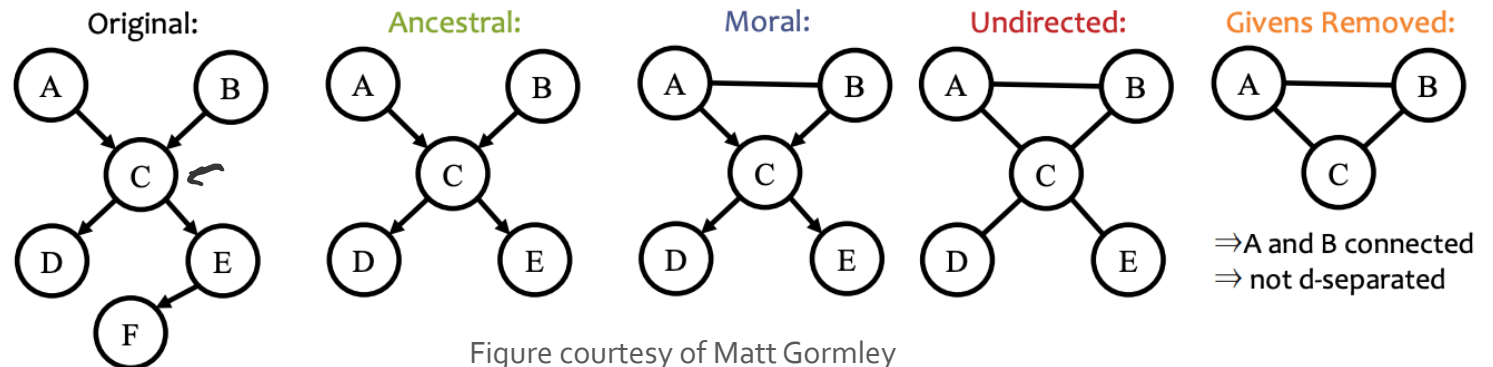 Original: Ancestral: Moral: Undirected: Givens Removed:
A B A B A B A B A B
C C C C C
D E D E D E D E
⇒A and B connected
⇒ not d-separated
F
Figure courtesy of Matt Gormley